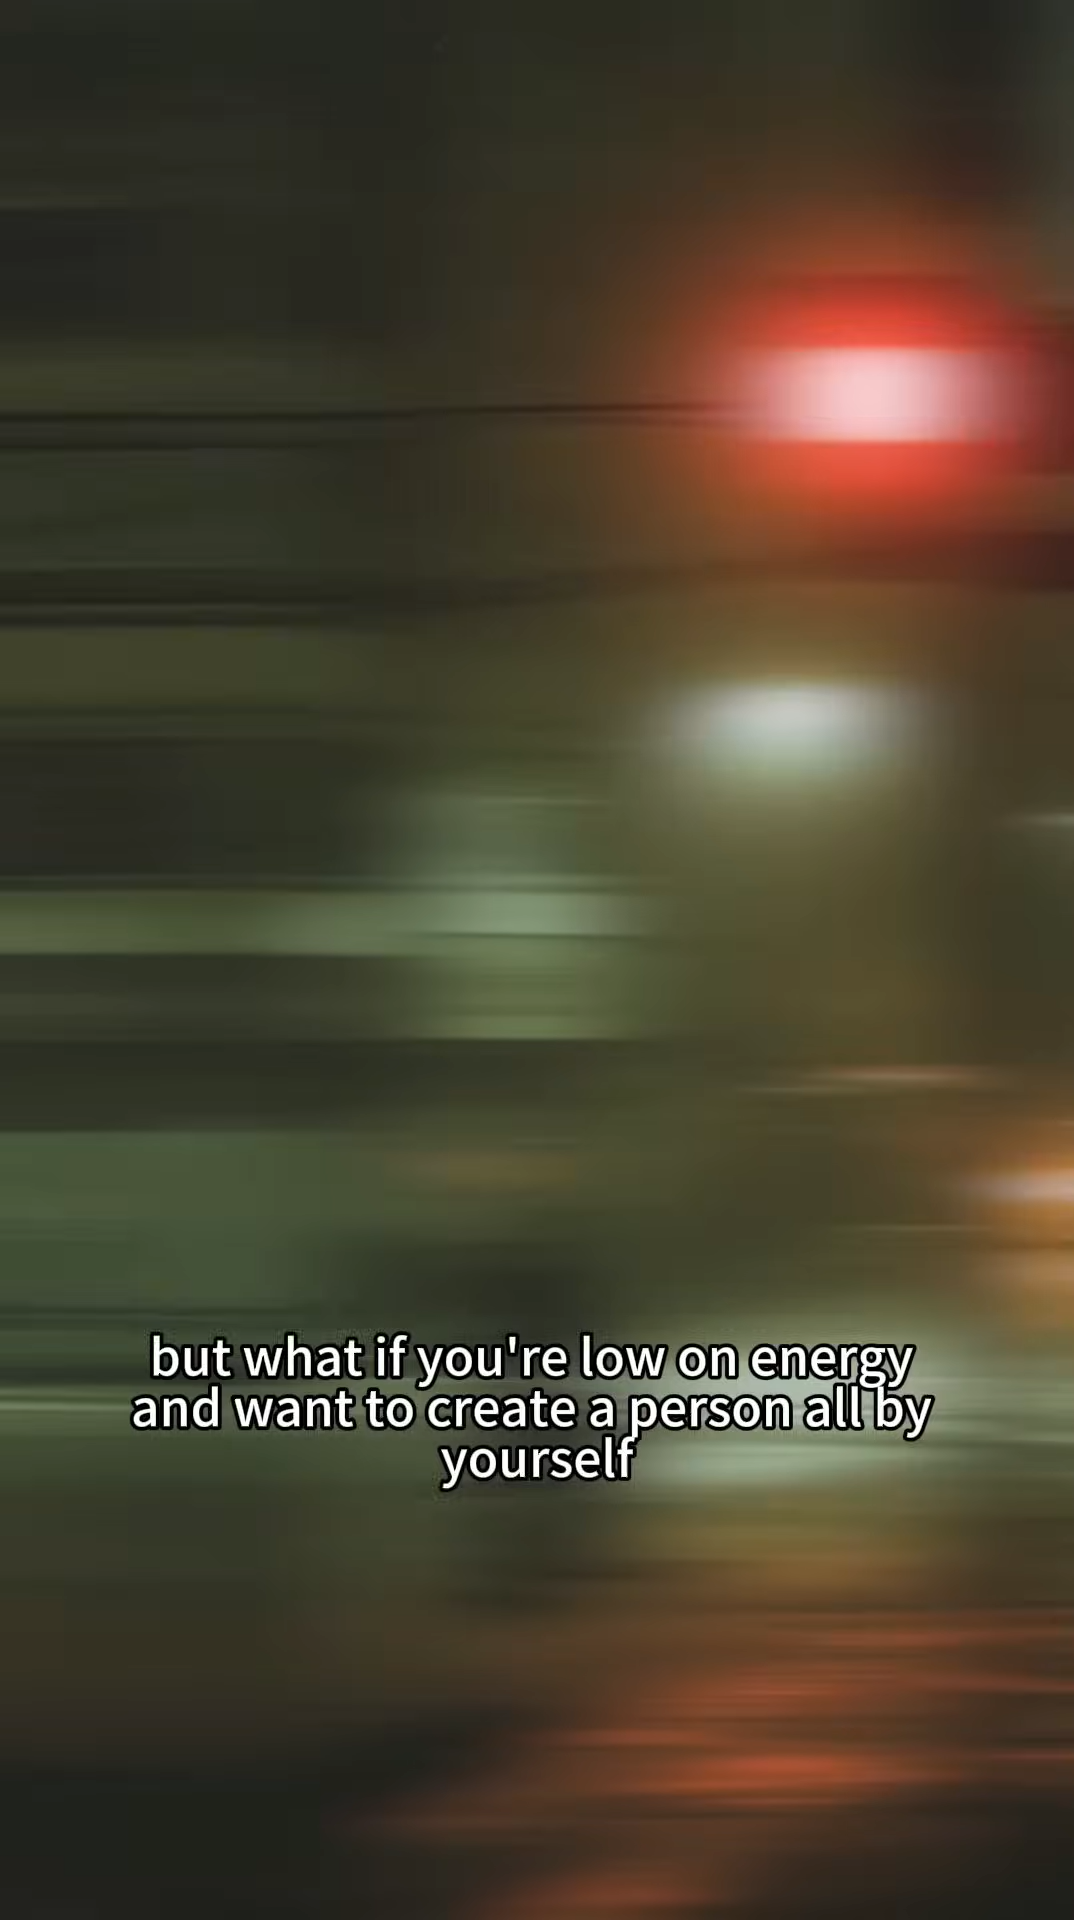 but what if you're low on energy
and want to create a person all by
yourself